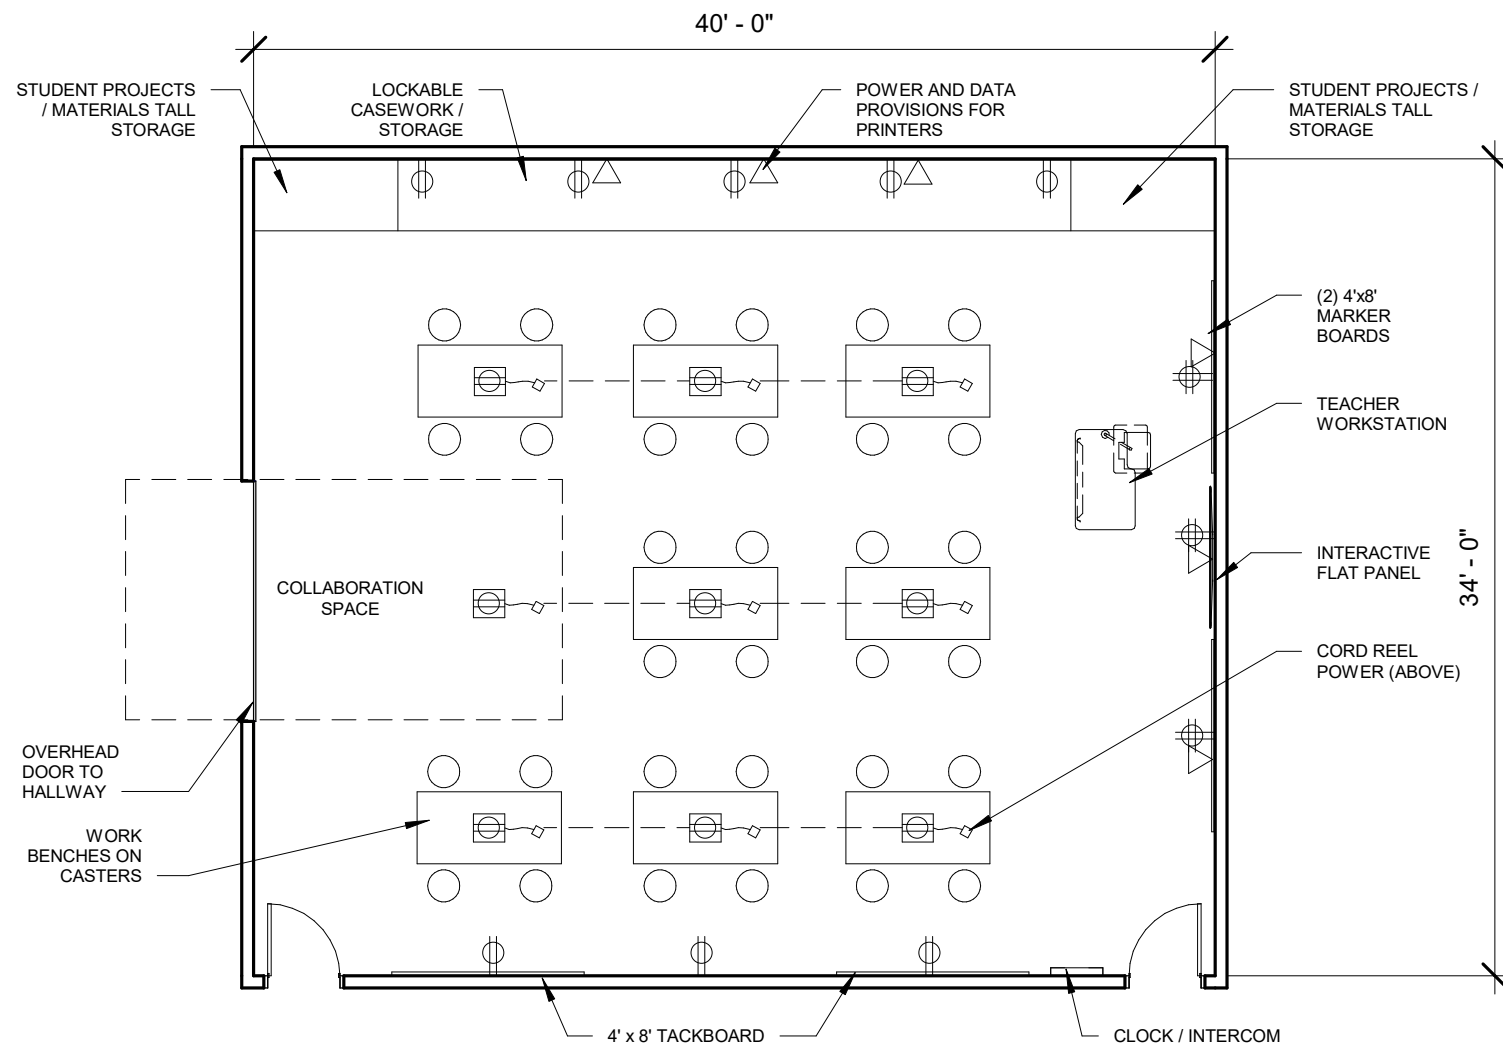 40' - 0"
STUDENT PROJECTS
/ MATERIALS TALL
STORAGE
LOCKABLE
CASEWORK /
STORAGE
POWER AND DATA
PROVISIONS FOR
PRINTERS
STUDENT PROJECTS /
MATERIALS TALL
STORAGE
(2) 4'x8'
MARKER
BOARDS
TEACHER
WORKSTATION
34' - 0"
INTERACTIVE
FLAT PANEL
COLLABORATION
SPACE
CORD REEL
POWER (ABOVE)
OVERHEAD
DOOR TO
HALLWAY
WORK
BENCHES ON
CASTERS
4' x 8' TACKBOARD
CLOCK / INTERCOM